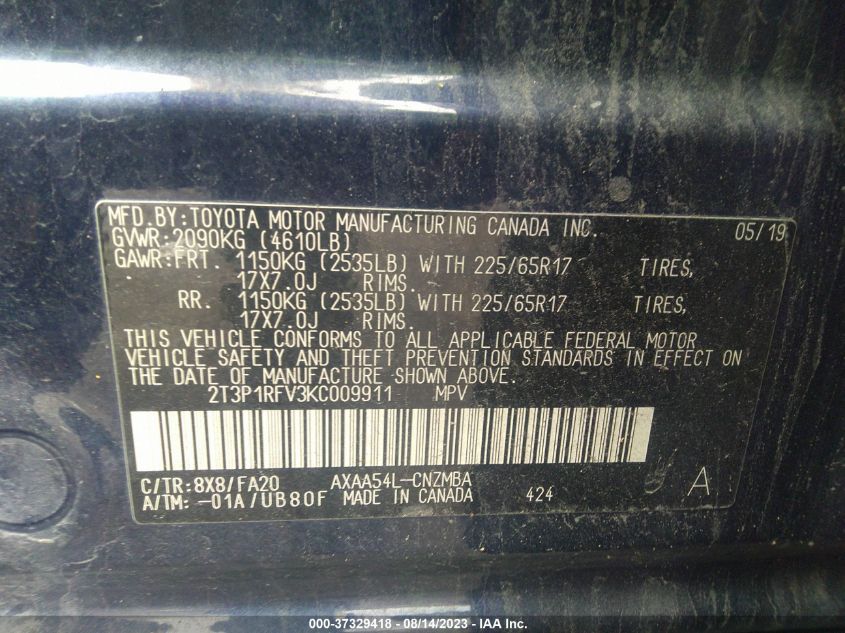 MFD.BY:TOYOTA MOTOR MANUFACTURING CANADA INC. 05/19
GVWR:2090KG (4610LB)
GAWR:FRT. 1150KG (2535LB) WITH 225/65R17 TIRES,
17X7.0J RIMS.
RR. 1150KG (2535LB) WITH 225/65R17 TIRES,
17X7.0J RIMS.
THIS VEHICLE CONFORMS TO ALL APPLICABLE FEDERAL MOTOR
VEHICLE SAFETY AND THEFT PREVENTION STANDARDS IN EFFECT ON
THE DATE OF MANUFACTURE SHOWN ABOVE.
2T3P1RFV3KC009911 MPV
C/TR:8X8/FA20 AXAA54L-CNZMBA
A/TM:-01A/UB80F MADE IN CANADA 424 A
000-37329418 - 08/14/2023 - IAA Inc.